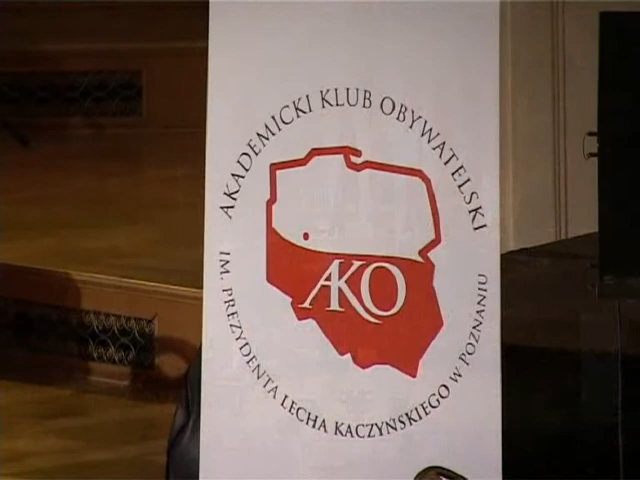 AKADEMICKI KLUB OBYWATELSKI
AKO
IM. PREZYDENTA LECHA KACZYŃSKIEGO W POZNANIU